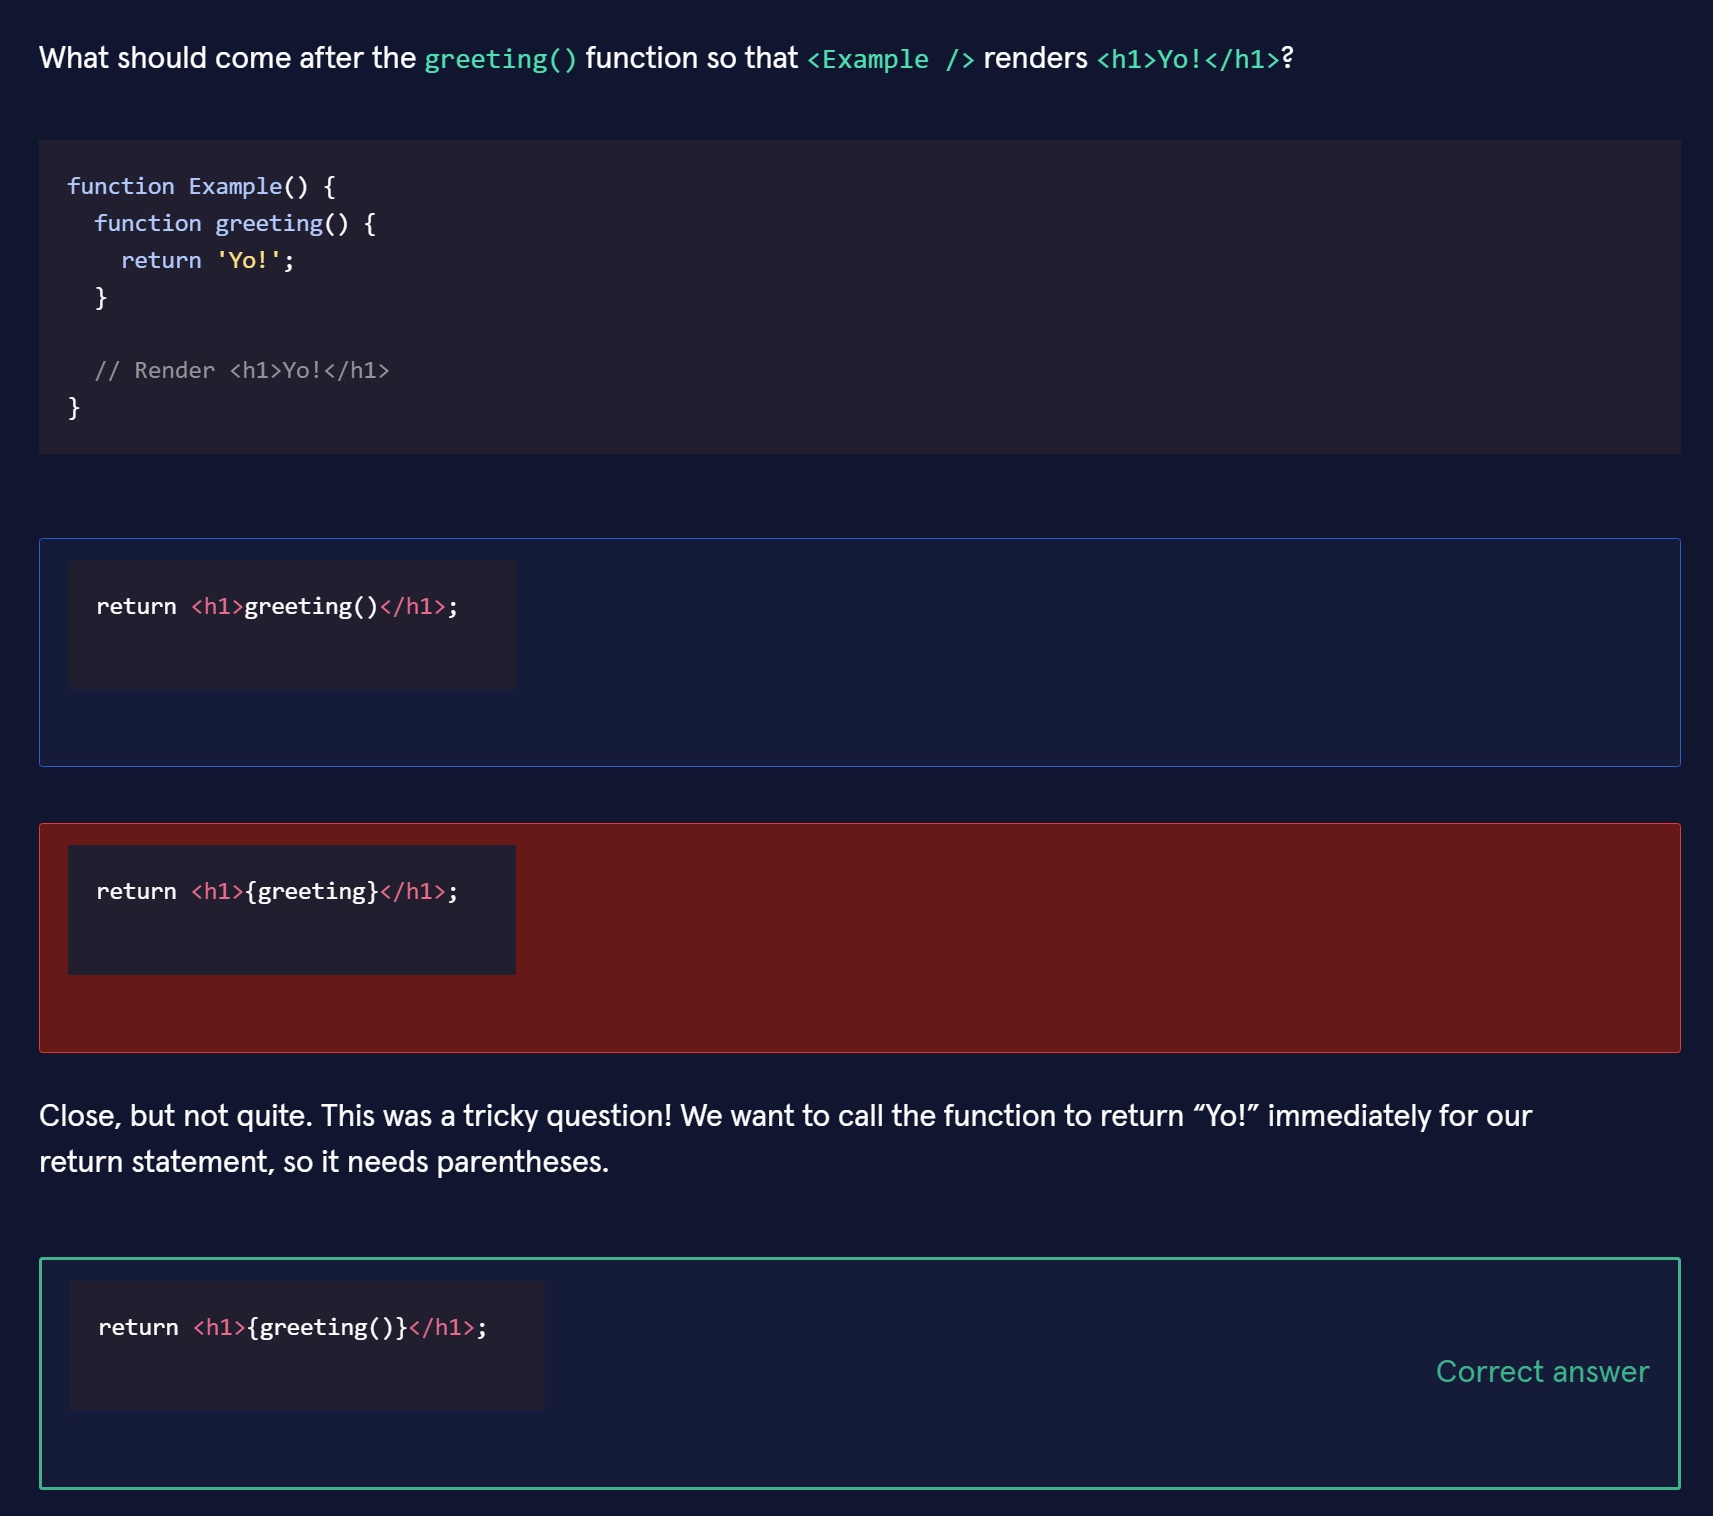 What should come after the greeting() function so that <Example /> renders <h1>Yo!</h1>?
function Example() {
  function greeting() {
    return 'Yo!';
  }
  // Render <h1>Yo!</h1>
}
return <h1>greeting()</h1>;
return <h1>{greeting}</h1>;
Close, but not quite. This was a tricky question! We want to call the function to return “Yo!” immediately for our
return statement, so it needs parentheses.
return <h1>{greeting()}</h1>;
Correct answer